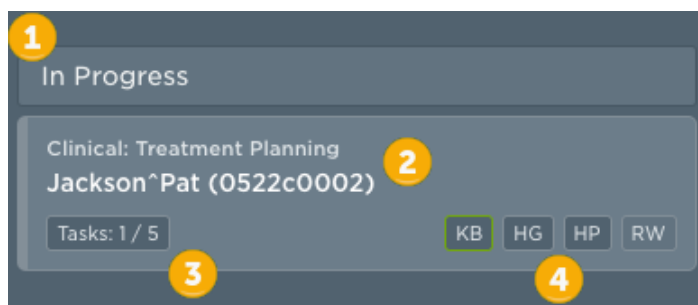 1
In Progress
Clinical: Treatment Planning
2
Jackson^Pat (0522c0002)
Tasks: 1 / 5 KB HG HP RW
3 4